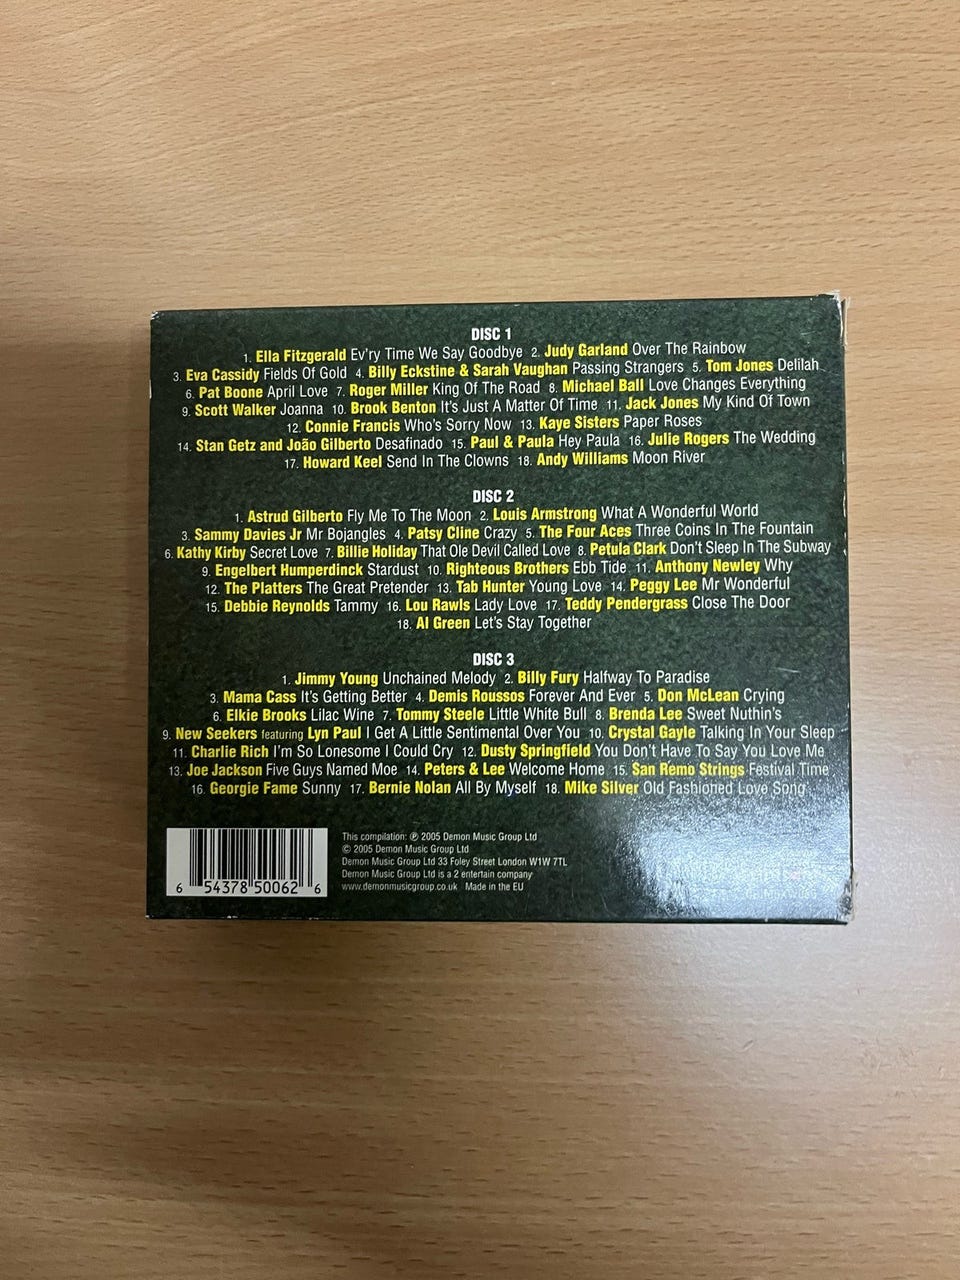 DISC 1
1. Ella Fitzgerald Ev'ry Time We Say Goodbye 2. Judy Garland Over The Rainbow
3. Eva Cassidy Fields Of Gold 4. Billy Eckstine & Sarah Vaughan Passing Strangers 5. Tom Jones Delilah
6. Pat Boone April Love 7. Roger Miller King Of The Road 8. Michael Ball Love Changes Everything
9. Scott Walker Joanna 10. Brook Benton It's Just A Matter Of Time 11. Jack Jones My Kind Of Town
12. Connie Francis Who's Sorry Now 13. Kaye Sisters Paper Roses
14. Stan Getz and João Gilberto Desafinado 15. Paul & Paula Hey Paula 16. Julie Rogers The Wedding
17. Howard Keel Send In The Clowns 18. Andy Williams Moon River
DISC 2
1. Astrud Gilberto Fly Me To The Moon 2. Louis Armstrong What A Wonderful World
3. Sammy Davies Jr Mr Bojangles 4. Patsy Cline Crazy 5. The Four Aces Three Coins In The Fountain
6. Kathy Kirby Secret Love 7. Billie Holiday That Ole Devil Called Love 8. Petula Clark Don't Sleep In The Subway
9. Engelbert Humperdinck Stardust 10. Righteous Brothers Ebb Tide 11. Anthony Newley Why
12. The Platters The Great Pretender 13. Tab Hunter Young Love 14. Peggy Lee Mr Wonderful
15. Debbie Reynolds Tammy 16. Lou Rawls Lady Love 17. Teddy Pendergrass Close The Door
18. Al Green Let's Stay Together
DISC 3
1. Jimmy Young Unchained Melody 2. Billy Fury Halfway To Paradise
3. Mama Cass It's Getting Better 4. Demis Roussos Forever And Ever 5. Don McLean Crying
6. Elkie Brooks Lilac Wine 7. Tommy Steele Little White Bull 8. Brenda Lee Sweet Nuthin's
9. New Seekers featuring Lyn Paul I Get A Little Sentimental Over You 10. Crystal Gayle Talking In Your Sleep
11. Charlie Rich I'm So Lonesome I Could Cry 12. Dusty Springfield You Don't Have To Say You Love Me
13. Joe Jackson Five Guys Named Moe 14. Peters & Lee Welcome Home 15. San Remo Strings Festival Time
16. Georgie Fame Sunny 17. Bernie Nolan All By Myself 18. Mike Silver Old Fashioned Love Song
This compilation: ℗ 2005 Demon Music Group Ltd
© 2005 Demon Music Group Ltd
Demon Music Group Ltd 33 Foley Street London W1W 7TL
Demon Music Group Ltd is a 2 entertain company
www.demonmusicgroup.co.uk Made in the EU
6 54378 50062 6